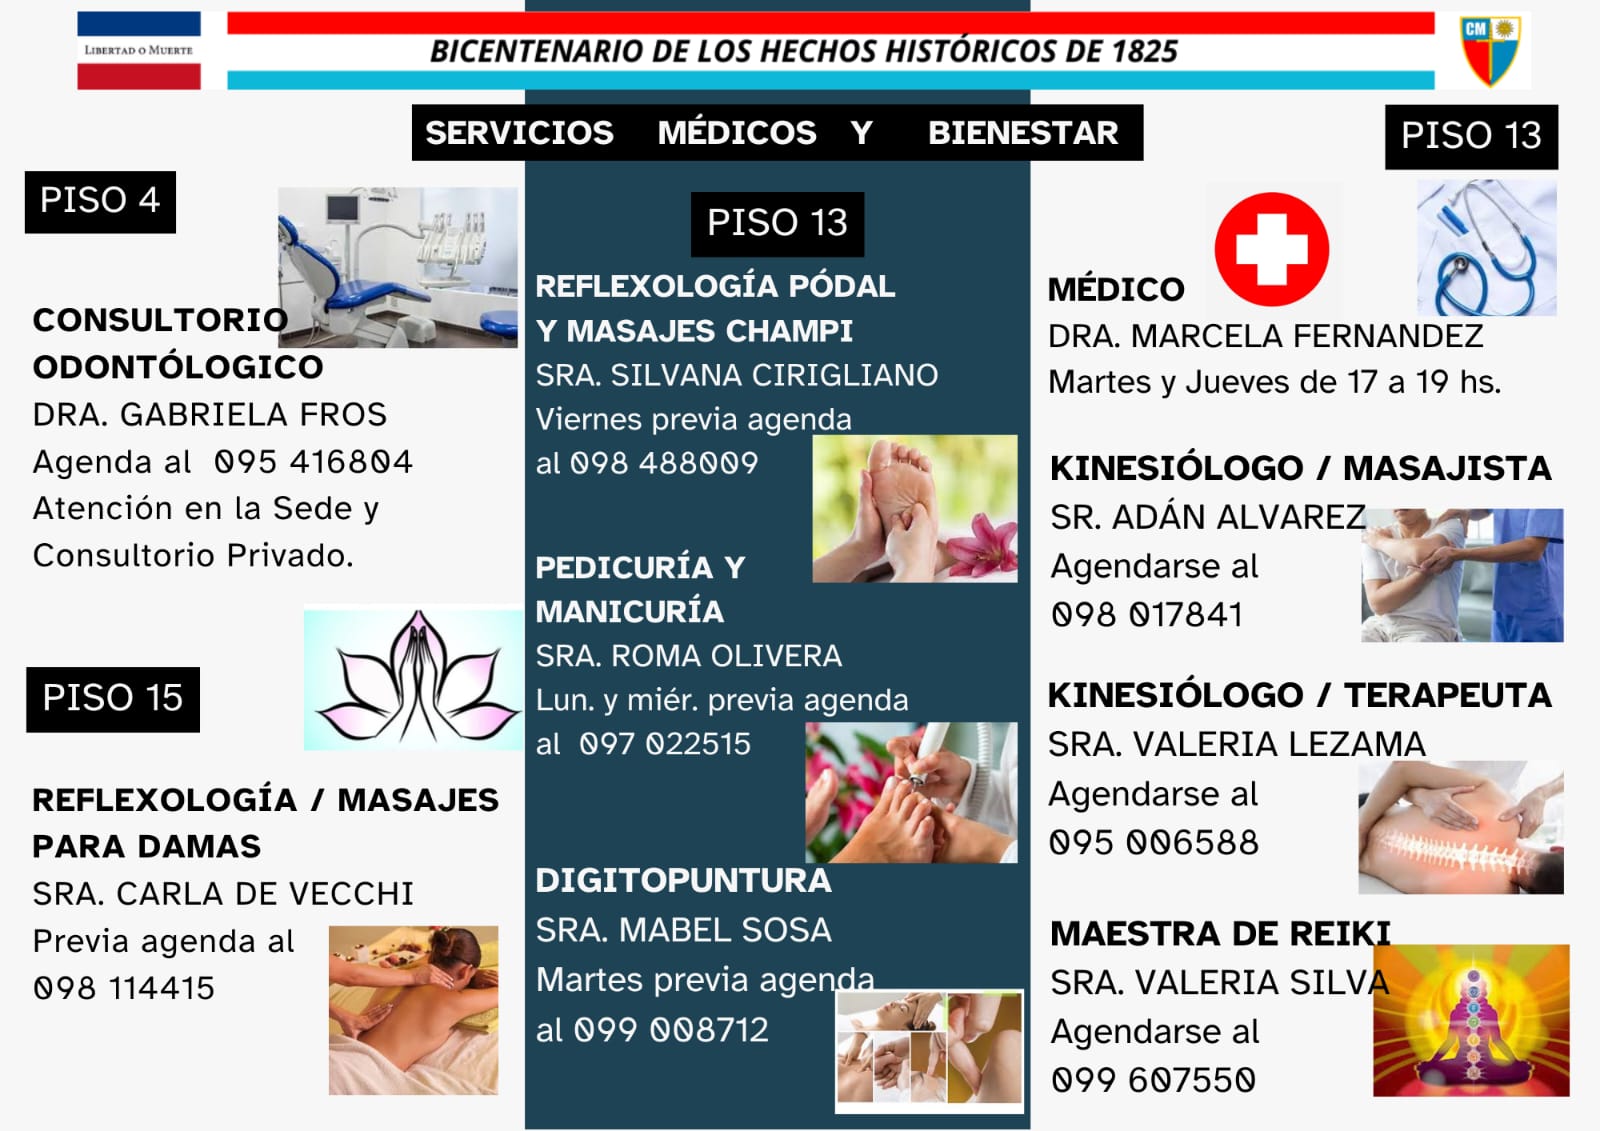 LIBERTAD O MUERTE
BICENTENARIO DE LOS HECHOS HISTÓRICOS DE 1825
CM
SERVICIOS MÉDICOS Y BIENESTAR
PISO 4
CONSULTORIO
ODONTÓLOGICO
DRA. GABRIELA FROS
Agenda al 095 416804
Atención en la Sede y
Consultorio Privado.
PISO 15
REFLEXOLOGÍA / MASAJES
PARA DAMAS
SRA. CARLA DE VECCHI
Previa agenda al
098 114415
PISO 13
REFLEXOLOGÍA PÓDAL
Y MASAJES CHAMPI
SRA. SILVANA CIRIGLIANO
Viernes previa agenda
al 098 488009
PEDICURÍA Y
MANICURÍA
SRA. ROMA OLIVERA
Lun. y miér. previa agenda
al 097 022515
DIGITOPUNTURA
SRA. MABEL SOSA
Martes previa agenda
al 099 008712
PISO 13
MÉDICO
DRA. MARCELA FERNANDEZ
Martes y Jueves de 17 a 19 hs.
KINESIÓLOGO / MASAJISTA
SR. ADÁN ALVAREZ
Agendarse al
098 017841
KINESIÓLOGO / TERAPEUTA
SRA. VALERIA LEZAMA
Agendarse al
095 006588
MAESTRA DE REIKI
SRA. VALERIA SILVA
Agendarse al
099 607550